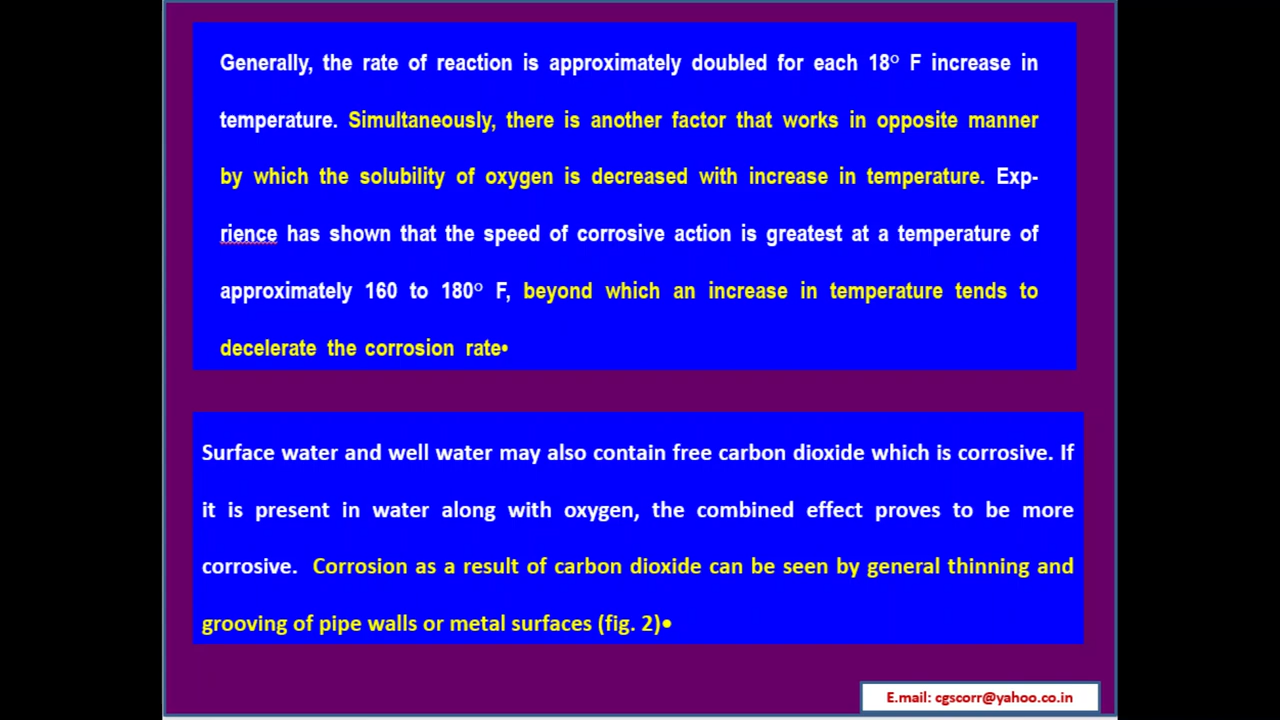 Generally, the rate of reaction is approximately doubled for each 18° F increase in
temperature. Simultaneously, there is another factor that works in opposite manner
by which the solubility of oxygen is decreased with increase in temperature. Exp-
rience has shown that the speed of corrosive action is greatest at a temperature of
approximately 160 to 180° F, beyond which an increase in temperature tends to
decelerate the corrosion rate•
Surface water and well water may also contain free carbon dioxide which is corrosive. If
it is present in water along with oxygen, the combined effect proves to be more
corrosive. Corrosion as a result of carbon dioxide can be seen by general thinning and
grooving of pipe walls or metal surfaces (fig. 2)•
E.mail: cgscorr@yahoo.co.in